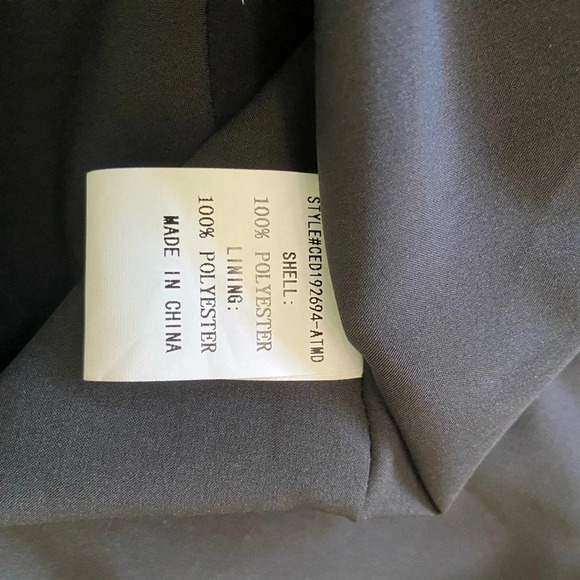 STYLE#CED192694-ATMD
SHELL:
100% POLYESTER
LINING:
100% POLYESTER
MADE IN CHINA